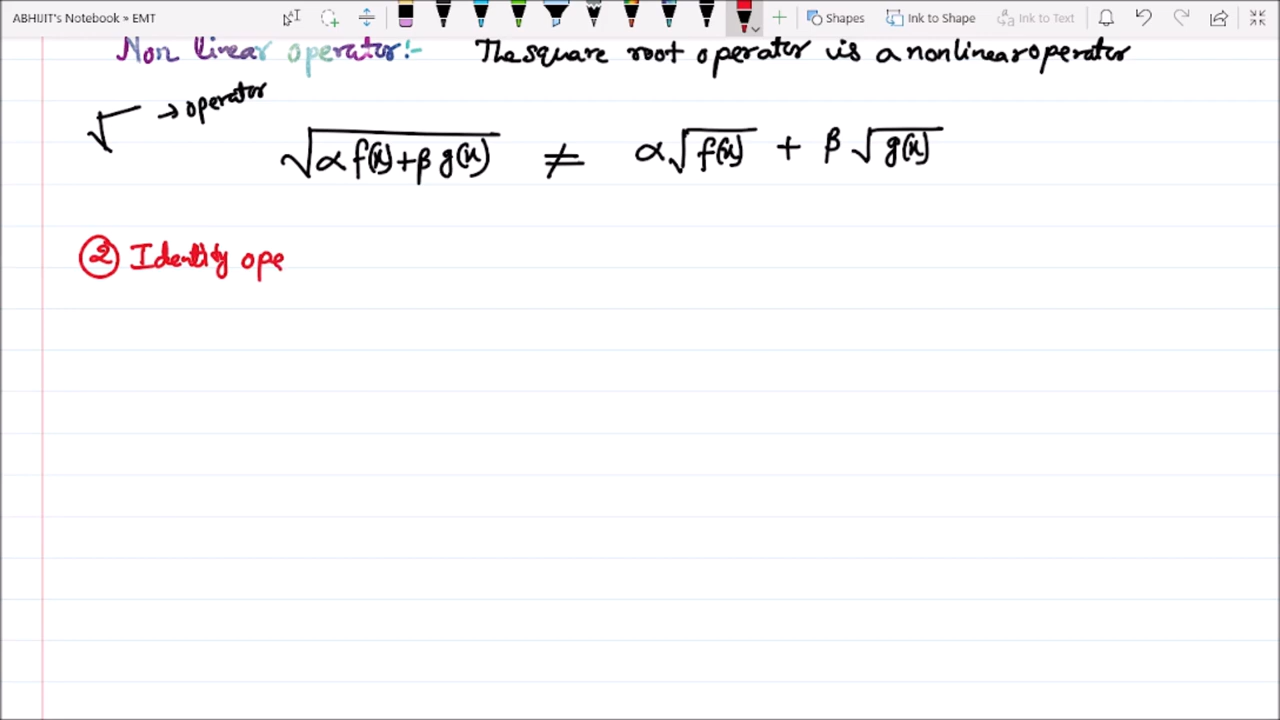 ABHIJIT's Notebook » EMT Shapes Ink to Shape Ink to Text
Non linear operator:- The square root operator is a nonlinear operator
√ → operator
√(α f(x) + β g(x)) ≠ α√f(x) + β √g(x)
② Identity ope